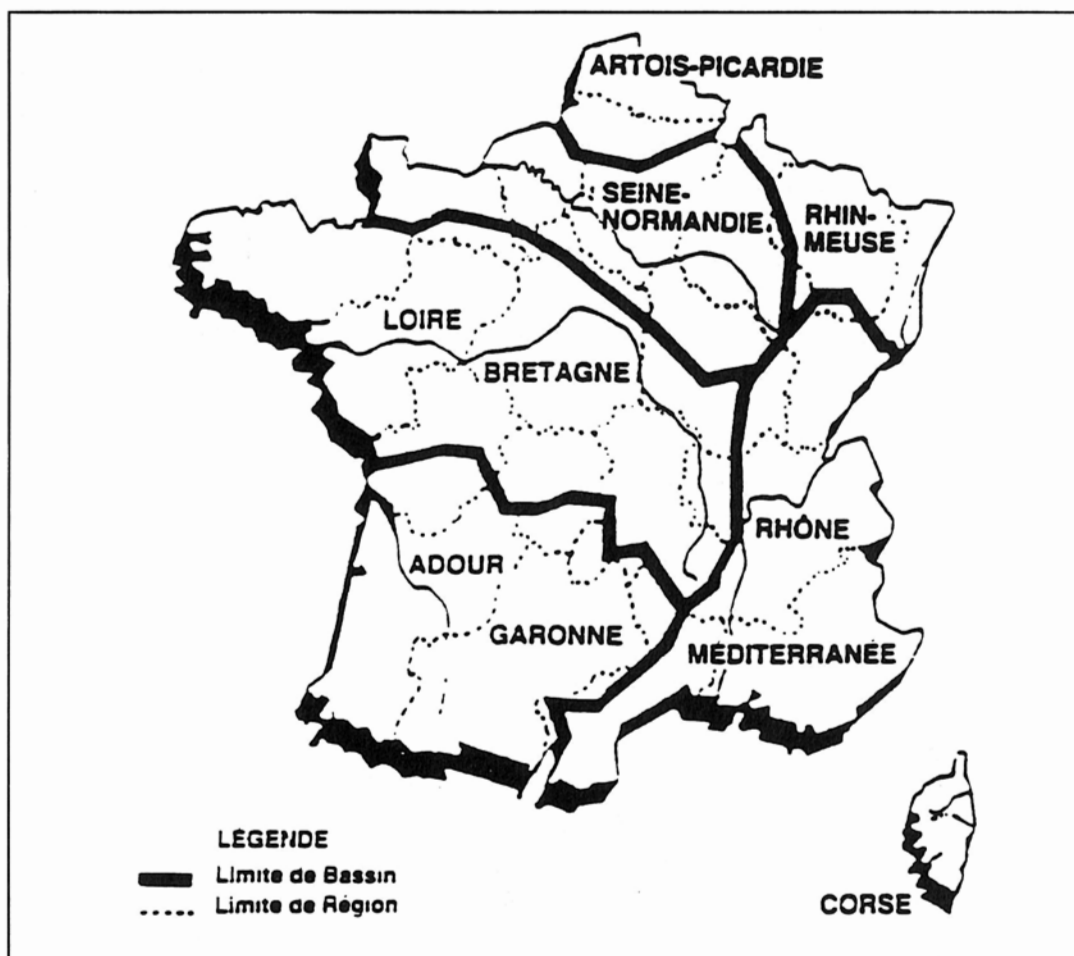 ARTOIS-PICARDIE
SEINE-
NORMANDIE
RHIN-
MEUSE
LOIRE
BRETAGNE
RHÔNE
ADOUR
GARONNE
MÉDITERRANÉE
LÉGENDE
Limite de Bassin
Limite de Région
CORSE